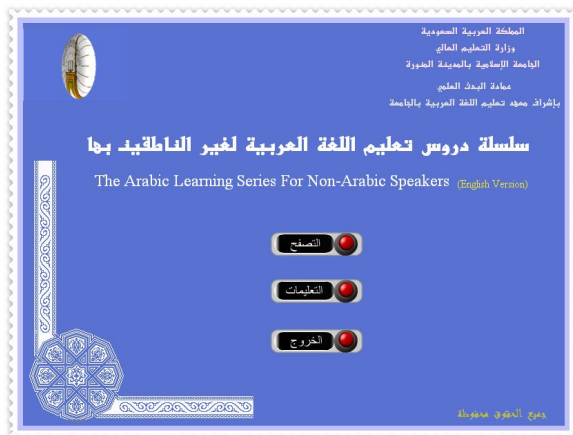 المملكة العربية السعودية
وزارة التعليم العالي
الجامعة الإسلامية بالمدينة المنورة
عمادة البحث العلمي
بإشراف معهد تعليم اللغة العربية بالجامعة
سلسلة دروس تعليم اللغة العربية لغير الناطقين بها
The Arabic Learning Series For Non-Arabic Speakers (English Version)
التصفح
التعليمات
الخروج
جميع الحقوق محفوظة